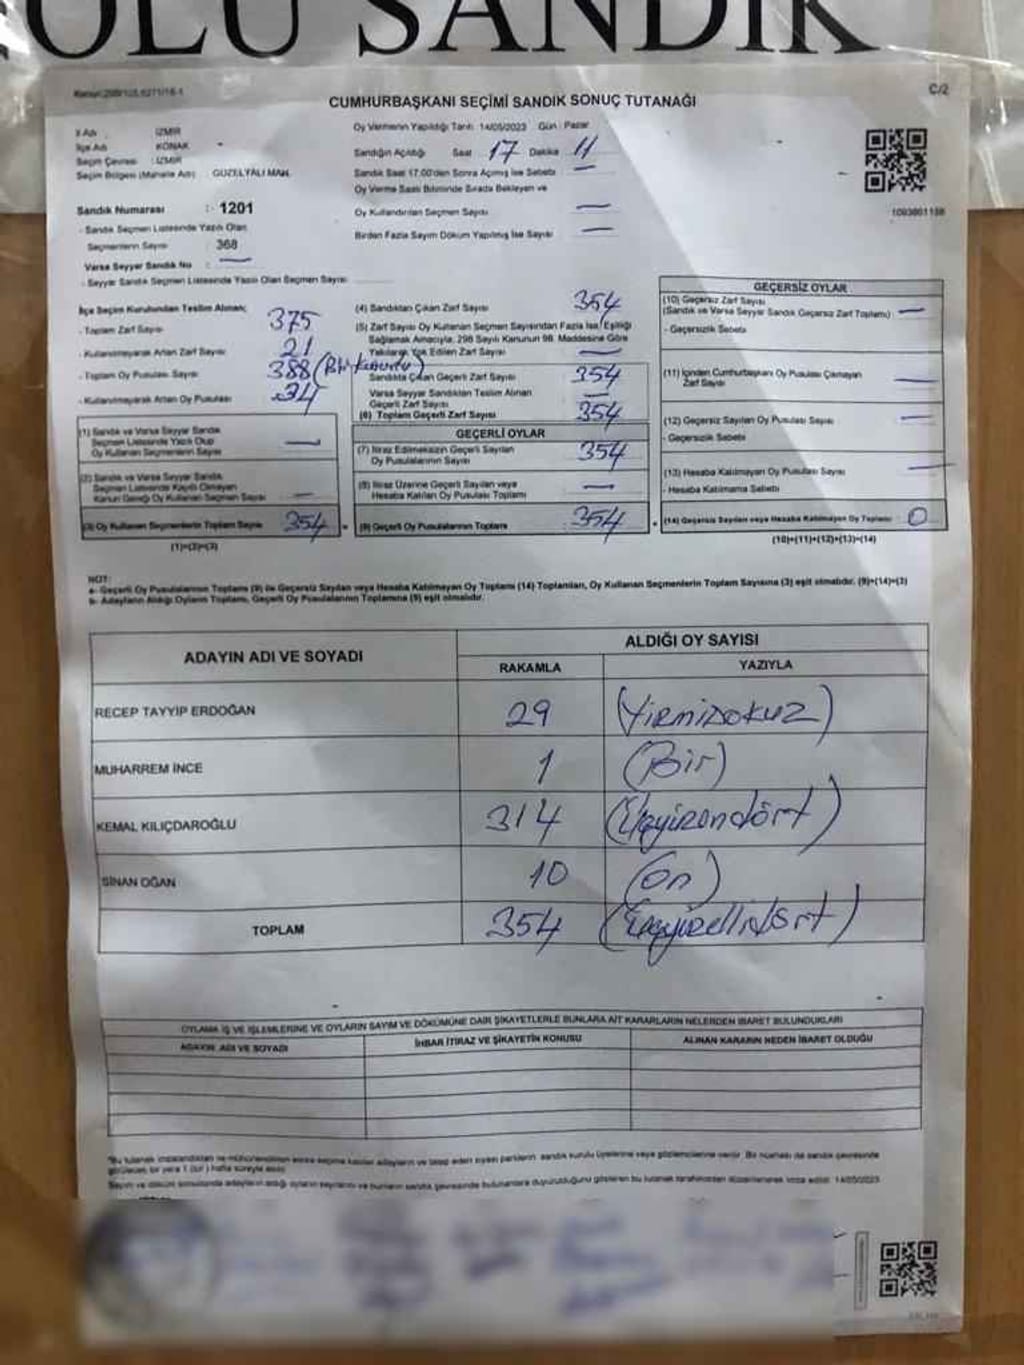 OLU SANDIK
C/2
CUMHURBAŞKANI SEÇİMİ SANDIK SONUÇ TUTANAĞI
İl Adı : İZMİR
İlçe Adı : KONAK
Seçim Çevresi : İZMİR
Seçim Bölgesi (Mahalle Adı) : GÜZELYALI MAH.
Sandık Numarası : 1201
- Sandık Seçmen Listesinde Yazılı Olan
Seçmenlerin Sayısı : 368
Varsa Seyyar Sandık No : —
- Seyyar Sandık Seçmen Listesinde Yazılı Olan Seçmen Sayısı
Oy Vermenin Yapıldığı Tarih: 14/05/2023 Gün : Pazar
Sandığın Açıldığı Saat 17 Dakika 11
Sandık Saat 17:00'den Sonra Açılmış İse Sebebi —
Oy Verme Saati Bitiminde Sırada Bekleyen ve
Oy Kullandırılan Seçmen Sayısı —
Birden Fazla Sayım Döküm Yapılmış İse Sayısı —
1093801138
İlçe Seçim Kurulundan Teslim Alınan;
- Toplam Zarf Sayısı 375
- Kullanılmayarak Artan Zarf Sayısı 21
- Toplam Oy Pusulası Sayısı 388
- Kullanılmayarak Artan Oy Pusulası 34
(1) Sandık ve Varsa Seyyar Sandık
Seçmen Listesinde Yazılı Olup
Oy Kullanan Seçmenlerin Sayısı —
(2) Sandık ve Varsa Seyyar Sandık
Seçmen Listesinde Kayıtlı Olmayan
Kanun Gereği Oy Kullanan Seçmen Sayısı —
(3) Oy Kullanan Seçmenlerin Toplam Sayısı 354
(1)+(2)=(3)
(4) Sandıktan Çıkan Zarf Sayısı 354
(5) Zarf Sayısı Oy Kullanan Seçmen Sayısından Fazla İse, Eşitliği
Sağlamak Amacıyla, 298 Sayılı Kanunun 98. Maddesine Göre
Yakılarak Yok Edilen Zarf Sayısı —
Sandıkta Çıkan Geçerli Zarf Sayısı 354
Varsa Seyyar Sandıktan Teslim Alınan
Geçerli Zarf Sayısı —
(6) Toplam Geçerli Zarf Sayısı 354
GEÇERLİ OYLAR
(7) İtiraz Edilmeksizin Geçerli Sayılan
Oy Pusulalarının Sayısı 354
(8) İtiraz Üzerine Geçerli Sayılan veya
Hesaba Katılan Oy Pusulası Toplamı —
(9) Geçerli Oy Pusulalarının Toplamı 354
GEÇERSİZ OYLAR
(10) Geçersiz Zarf Sayısı
(Sandık ve Varsa Seyyar Sandık Geçersiz Zarf Toplamı) —
- Geçersizlik Sebebi
(11) İçinden Cumhurbaşkanı Oy Pusulası Çıkmayan
Zarf Sayısı —
(12) Geçersiz Sayılan Oy Pusulası Sayısı —
- Geçersizlik Sebebi
(13) Hesaba Katılmayan Oy Pusulası Sayısı —
- Hesaba Katılmama Sebebi
(14) Geçersiz Sayılan veya Hesaba Katılmayan Oy Toplamı 0
(10)+(11)+(12)+(13)=(14)
NOT:
a- Geçerli Oy Pusulalarının Toplamı (9) ile Geçersiz Sayılan veya Hesaba Katılmayan Oy Toplamı (14) Toplamları, Oy Kullanan Seçmenlerin Toplam Sayısına (3) eşit olmalıdır. (9)+(14)=(3)
b- Adayların Aldığı Oyların Toplamı, Geçerli Oy Pusulalarının Toplamına (9) eşit olmalıdır.
ADAYIN ADI VE SOYADI
ALDIĞI OY SAYISI
RAKAMLA YAZIYLA
RECEP TAYYİP ERDOĞAN 29 (Yirmidokuz)
MUHARREM İNCE 1 (Bir)
KEMAL KILIÇDAROĞLU 314 (Üçyüzondört)
SİNAN OĞAN 10 (On)
TOPLAM 354 (Üçyüzellidört)
OYLAMA İŞ VE İŞLEMLERİNE VE OYLARIN SAYIM VE DÖKÜMÜNE DAİR ŞİKAYETLERLE BUNLARA AİT KARARLARIN NELERDEN İBARET BULUNDUKLARI
ADAYIN ADI VE SOYADI
İHBAR İTİRAZ VE ŞİKAYETİN KONUSU
ALINAN KARARIN NEDEN İBARET OLDUĞU